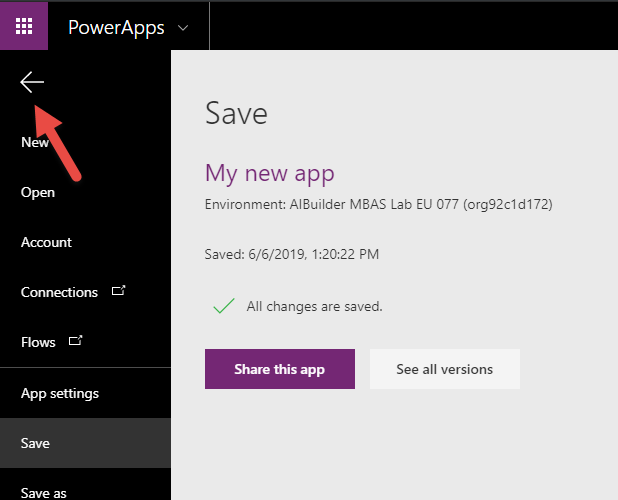 PowerApps
New
Open
Account
Connections
Flows
App settings
Save
Save as
Save
My new app
Environment: AIBuilder MBAS Lab EU 077 (org92c1d172)
Saved: 6/6/2019, 1:20:22 PM
All changes are saved.
Share this app
See all versions